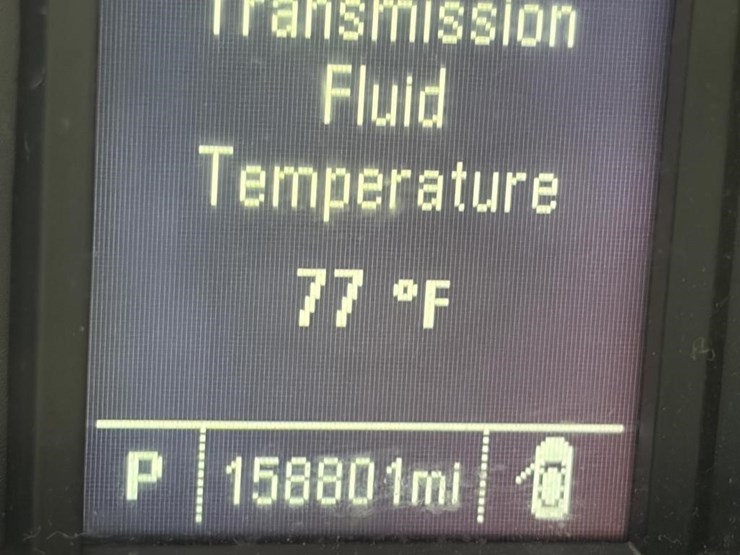 Transmission
Fluid
Temperature
77 °F
P 158801mi